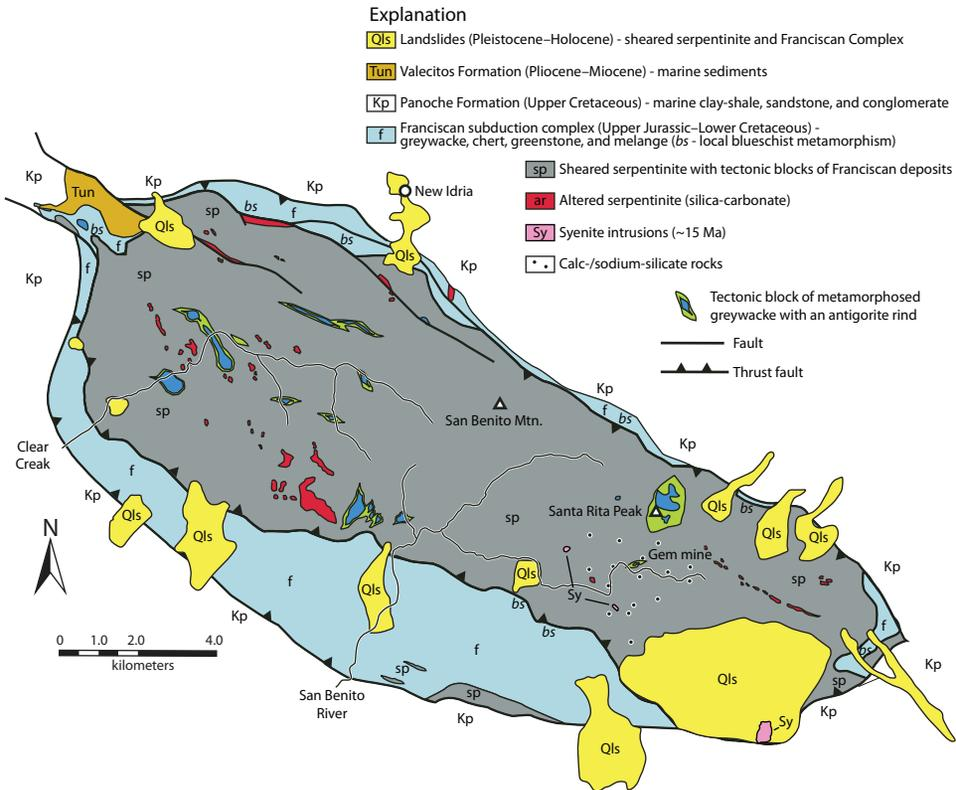 Explanation
Qls Landslides (Pleistocene–Holocene) - sheared serpentinite and Franciscan Complex
Tun Valecitos Formation (Pliocene–Miocene) - marine sediments
Kp Panoche Formation (Upper Cretaceous) - marine clay-shale, sandstone, and conglomerate
f Franciscan subduction complex (Upper Jurassic–Lower Cretaceous) -
greywacke, chert, greenstone, and melange (bs - local blueschist metamorphism)
sp Sheared serpentinite with tectonic blocks of Franciscan deposits
ar Altered serpentinite (silica-carbonate)
Sy Syenite intrusions (~15 Ma)
Calc-/sodium-silicate rocks
Tectonic block of metamorphosed
greywacke with an antigorite rind
Fault
Thrust fault
Kp
Tun
Kp
Kp
New Idria
sp
bs
f
Qls
bs
f
bs
Qls
Kp
f
sp
Kp
Kp
f
bs
San Benito Mtn.
sp
Kp
Clear
Creak
f
Kp
Qls
Qls
N
sp
Santa Rita Peak
Qls
bs
Qls
Qls
Gem mine
Kp
f
Qls
Qls
sp
Sy
bs
bs
Kp
f
bs
Kp
0 1.0 2.0 4.0
kilometers
f
sp
sp
sp
Qls
San Benito
River
Kp
Kp
Sy
Qls